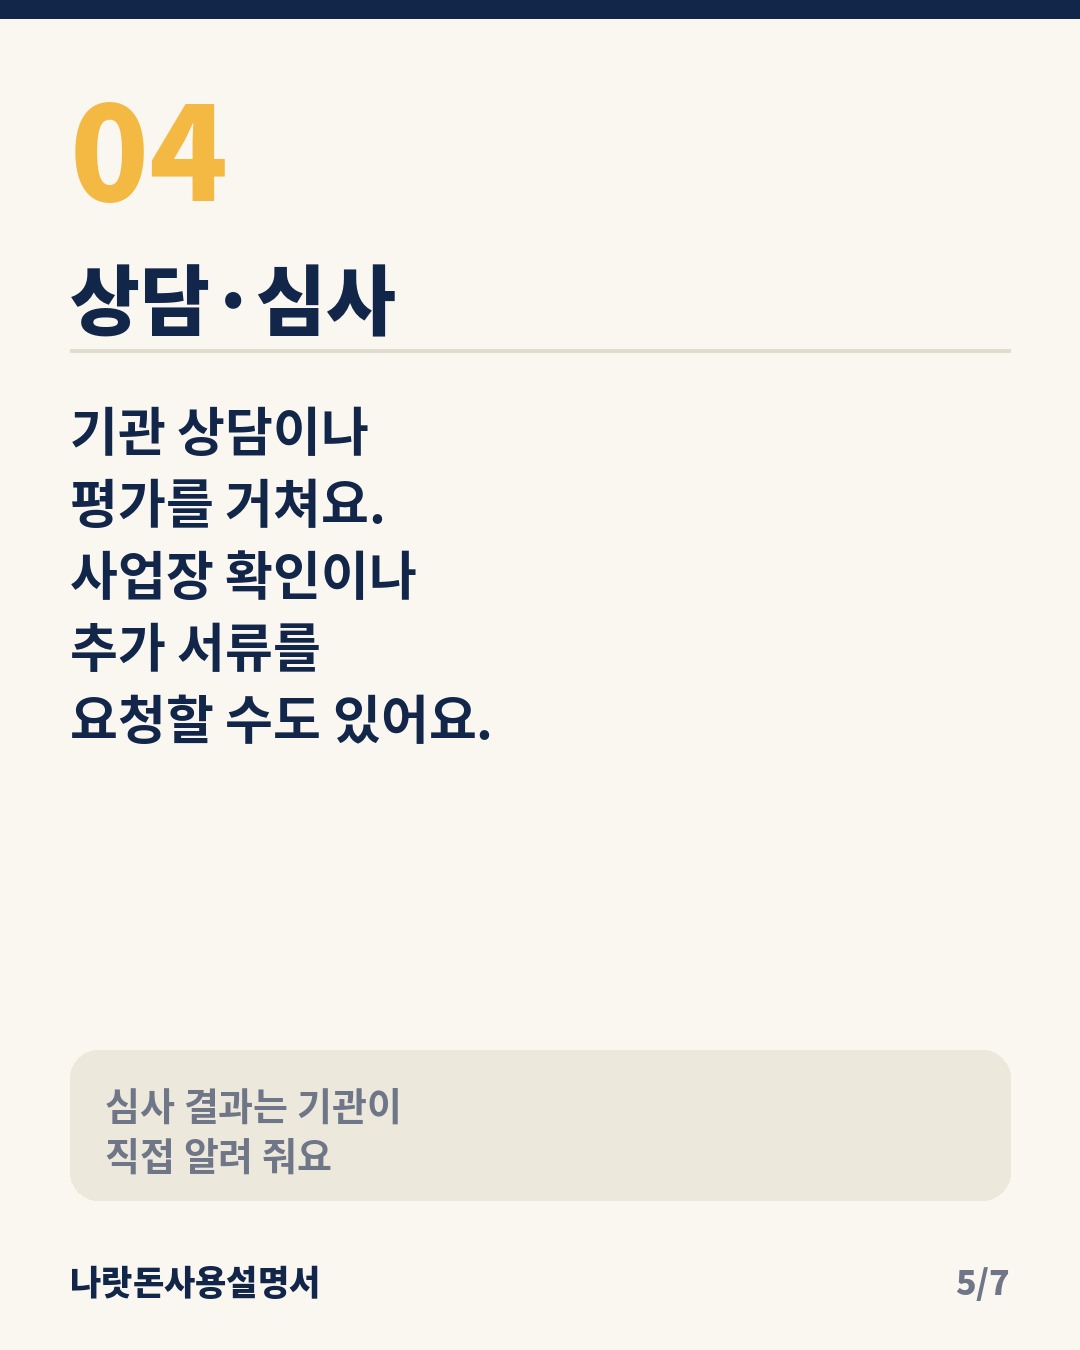 04
상담·심사
기관 상담이나
평가를 거쳐요.
사업장 확인이나
추가 서류를
요청할 수도 있어요.
심사 결과는 기관이
직접 알려 줘요
나랏돈사용설명서
5/7